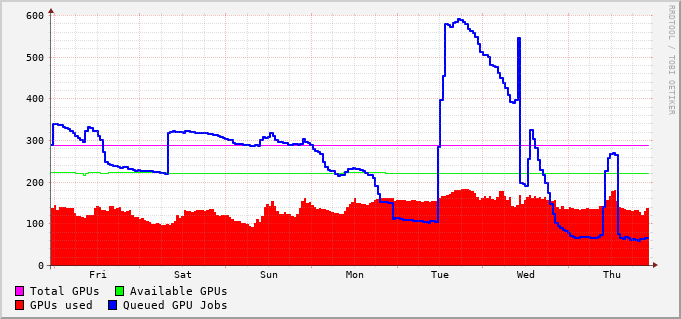 600
500
400
300
200
100
0
Fri Sat Sun Mon Tue Wed Thu
Total GPUs Available GPUs
GPUs used Queued GPU Jobs
RRDTOOL / TOBI OETIKER